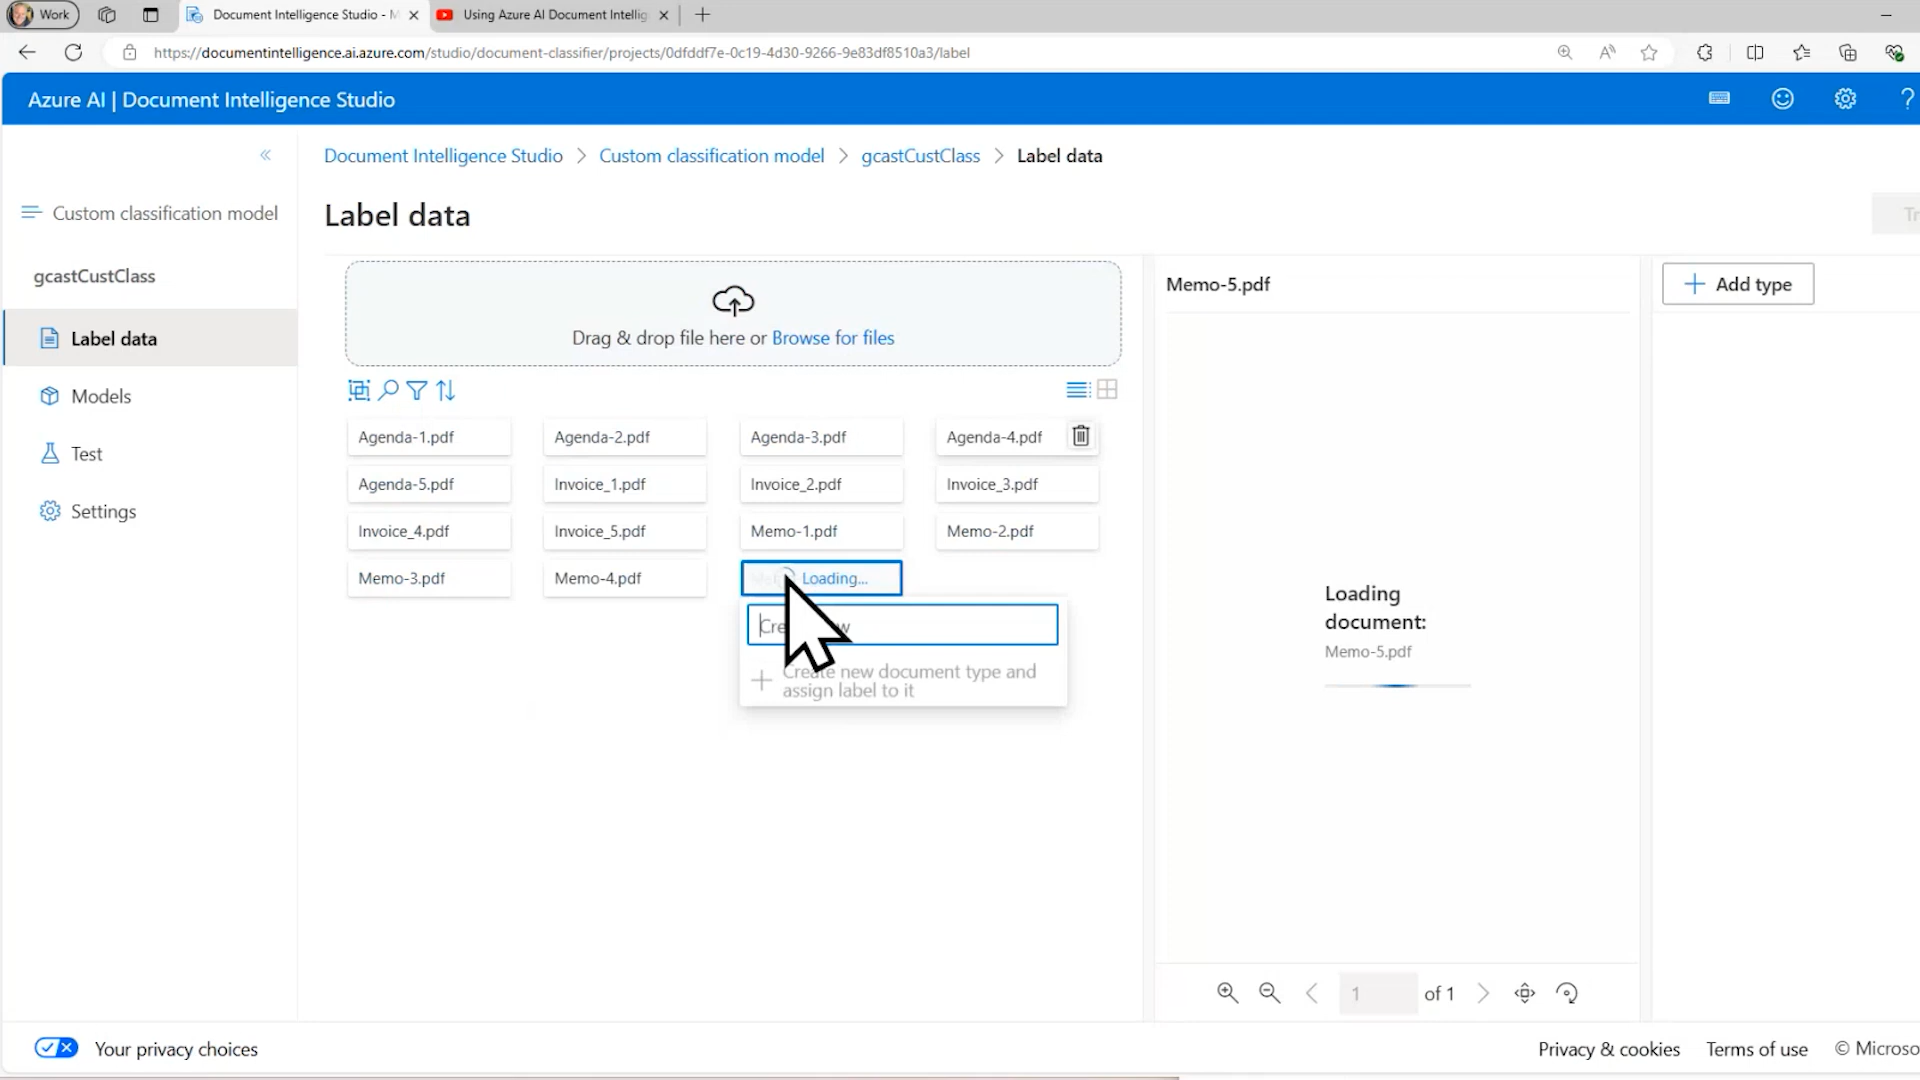 Work
Document Intelligence Studio - M
Using Azure AI Document Intellig
https://documentintelligence.ai.azure.com/studio/document-classifier/projects/0dfddf7e-0c19-4d30-9266-9e83df8510a3/label
Azure AI | Document Intelligence Studio
?
Document Intelligence Studio > Custom classification model > gcastCustClass > Label data
Custom classification model
Label data
Tr
gcastCustClass
Memo-5.pdf
Add type
Drag & drop file here or Browse for files
Label data
Models
Test
Settings
Agenda-1.pdf
Agenda-2.pdf
Agenda-3.pdf
Agenda-4.pdf
Agenda-5.pdf
Invoice_1.pdf
Invoice_2.pdf
Invoice_3.pdf
Invoice_4.pdf
Invoice_5.pdf
Memo-1.pdf
Memo-2.pdf
Memo-3.pdf
Memo-4.pdf
Loading...
Create new document type and
assign label to it
Loading
document:
Memo-5.pdf
1 of 1
Your privacy choices
Privacy & cookies
Terms of use
© Microso